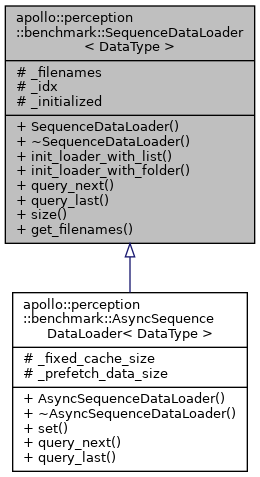 apollo::perception
::benchmark::SequenceDataLoader
< DataType >
# _filenames
# _idx
# _initialized
+ SequenceDataLoader()
+ ~SequenceDataLoader()
+ init_loader_with_list()
+ init_loader_with_folder()
+ query_next()
+ query_last()
+ size()
+ get_filenames()
apollo::perception
::benchmark::AsyncSequence
DataLoader< DataType >
# _fixed_cache_size
# _prefetch_data_size
+ AsyncSequenceDataLoader()
+ ~AsyncSequenceDataLoader()
+ set()
+ query_next()
+ query_last()